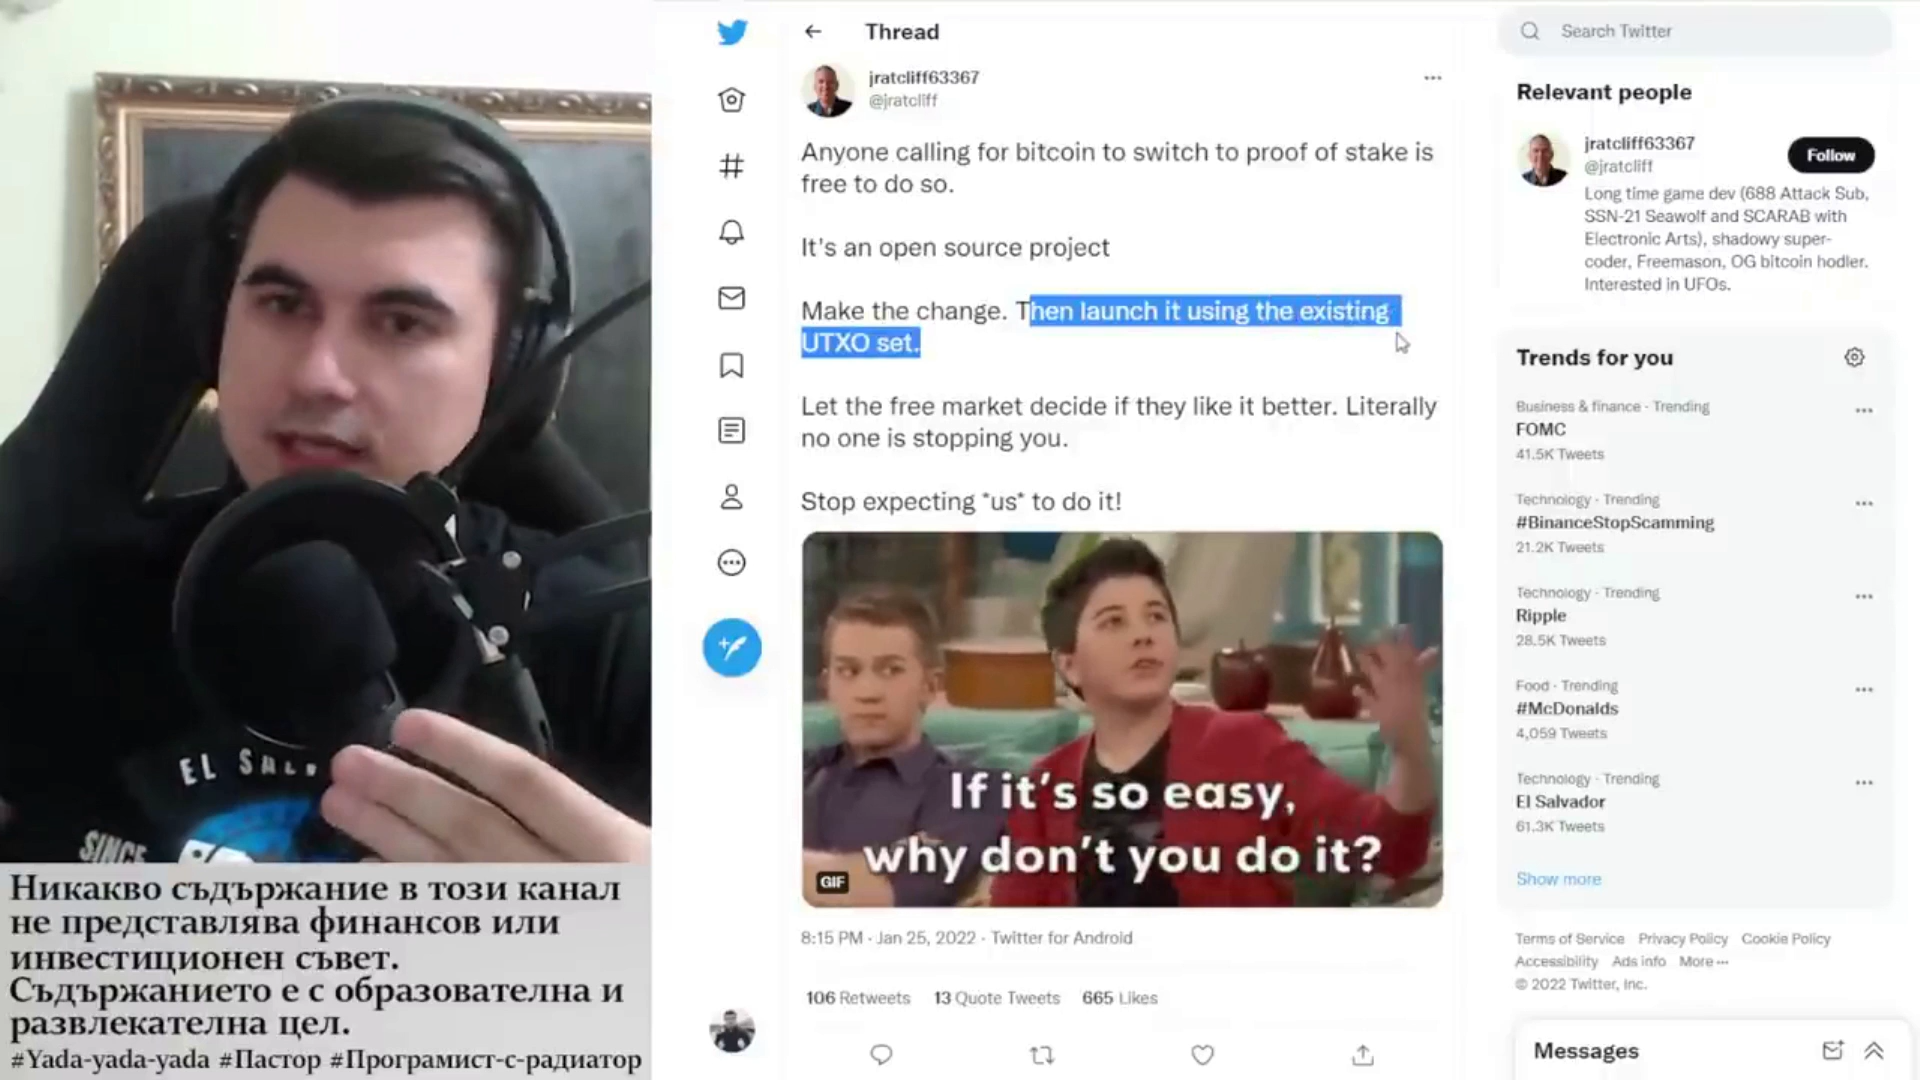 Thread
jratcliff63367
@jratcliff
Anyone calling for bitcoin to switch to proof of stake is
free to do so.
It's an open source project
Make the change. Then launch it using the existing
UTXO set.
Let the free market decide if they like it better. Literally
no one is stopping you.
Stop expecting *us* to do it!
If it's so easy,
why don't you do it?
GIF
8:15 PM · Jan 25, 2022 · Twitter for Android
106 Retweets 13 Quote Tweets 665 Likes
Search Twitter
Relevant people
jratcliff63367
@jratcliff
Follow
Long time game dev (688 Attack Sub,
SSN-21 Seawolf and SCARAB with
Electronic Arts), shadowy super-
coder, Freemason, OG bitcoin hodler.
Interested in UFOs.
Trends for you
Business & finance · Trending
FOMC
41.5K Tweets
Technology · Trending
#BinanceStopScamming
21.2K Tweets
Technology · Trending
Ripple
28.5K Tweets
Food · Trending
#McDonalds
4,059 Tweets
Technology · Trending
El Salvador
61.3K Tweets
Show more
Terms of Service Privacy Policy Cookie Policy
Accessibility Ads info More ···
© 2022 Twitter, Inc.
Messages
EL
SINCE
Никакво съдържание в този канал
не представлява финансов или
инвестиционен съвет.
Съдържанието е с образователна и
развлекателна цел.
#Yada-yada-yada #Пастор #Програмист-с-радиатор